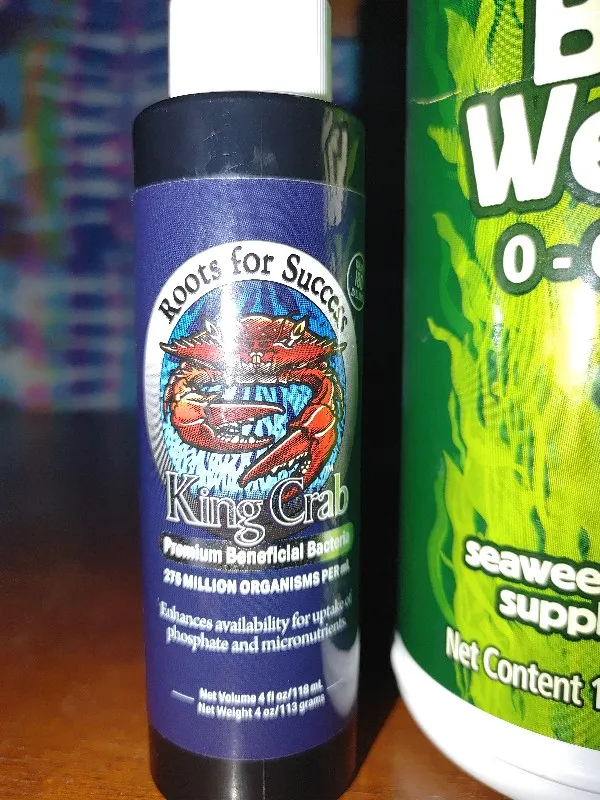 Roots for Success
King Crab
Premium Beneficial Bacteria
275 MILLION ORGANISMS PER mL
Enhances availability for uptake of
phosphate and micronutrients.
Net Volume 4 fl oz/118 mL
Net Weight 4 oz/113 grams
B
We
0-
seawee
suppl
Net Content 1